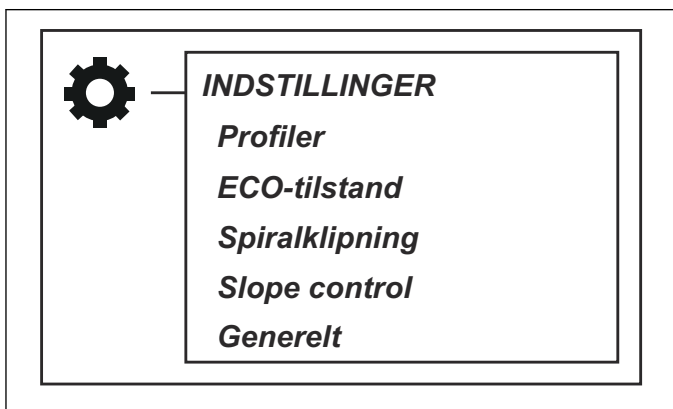 INDSTILLINGER
Profiler
ECO-tilstand
Spiralklipning
Slope control
Generelt